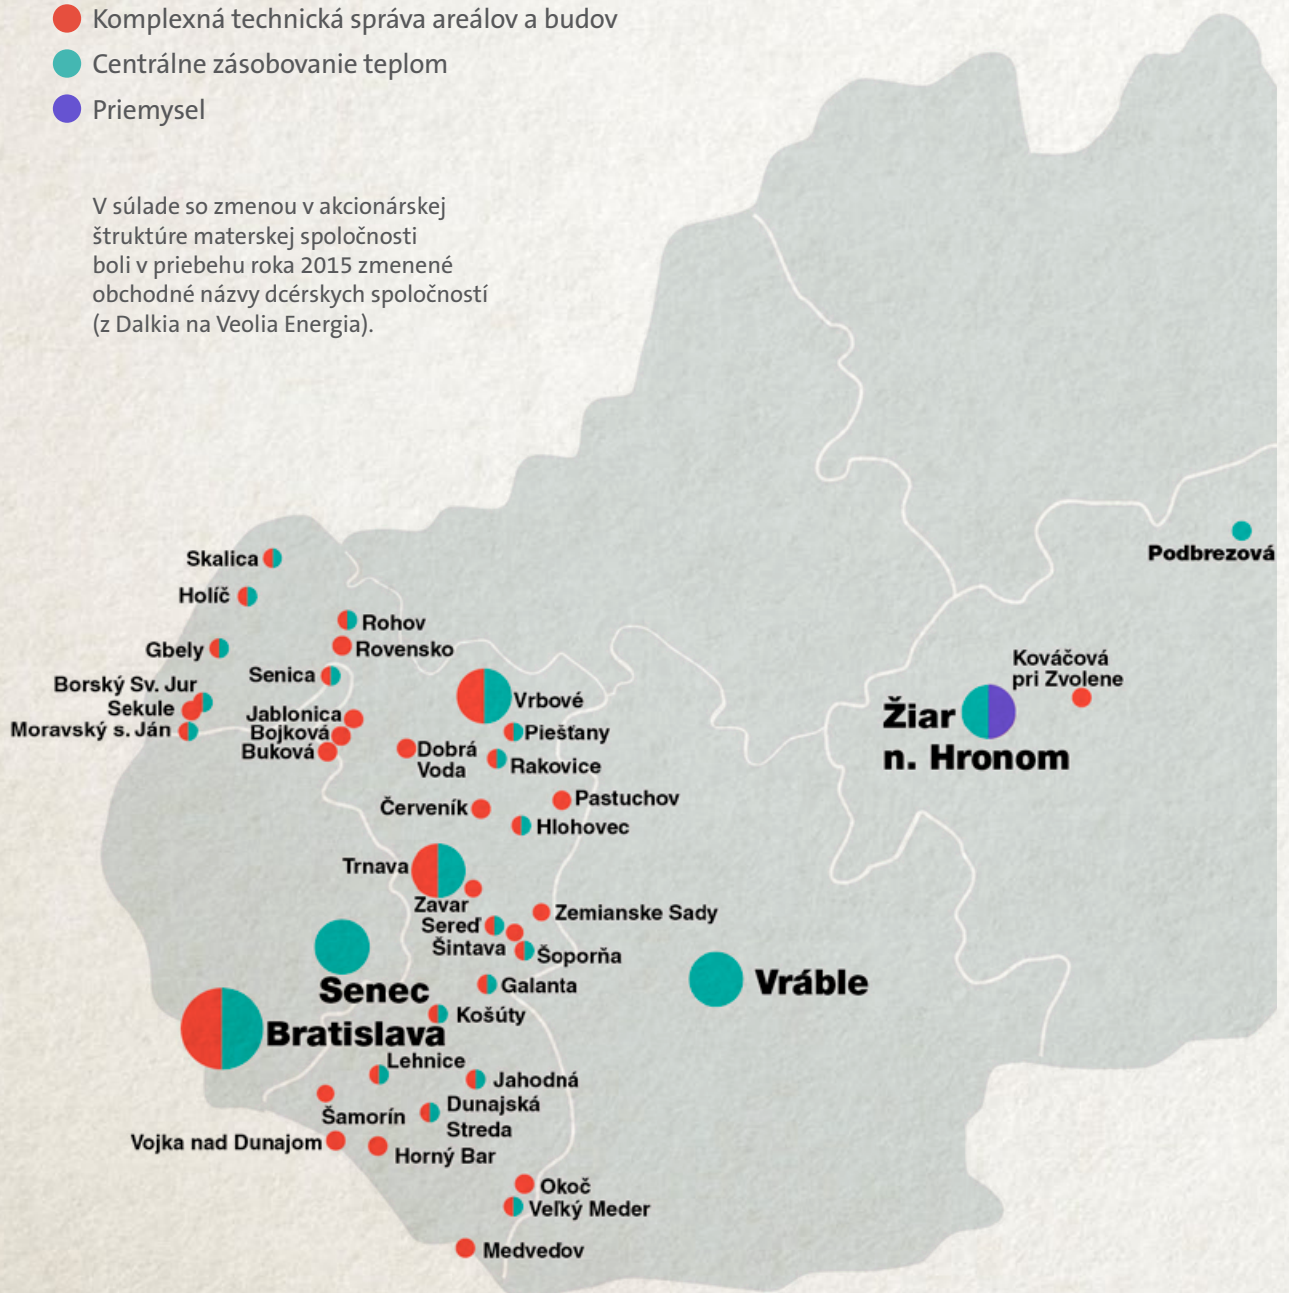 Komplexná technická správa areálov a budov
Centrálne zásobovanie teplom
Priemysel
V súlade so zmenou v akcionárskej
štruktúre materskej spoločnosti
boli v priebehu roka 2015 zmenené
obchodné názvy dcérskych spoločností
(z Dalkia na Veolia Energia).
Skalica
Holíč
Gbely
Borský Sv. Jur
Sekule
Moravský s. Ján
Rohov
Rovensko
Senica
Jablonica
Bojková
Buková
Vrbové
Piešťany
Dobrá
Voda
Rakovice
Červeník
Pastuchov
Hlohovec
Trnava
Zavar
Zemianske Sady
Sereď
Šintava
Šoporňa
Senec
Galanta
Bratislava
Košúty
Lehnice
Jahodná
Šamorín
Dunajská
Streda
Vojka nad Dunajom
Horný Bar
Okoč
Veľký Meder
Medveďov
Vráble
Žiar
n. Hronom
Kováčová
pri Zvolene
Podbrezová